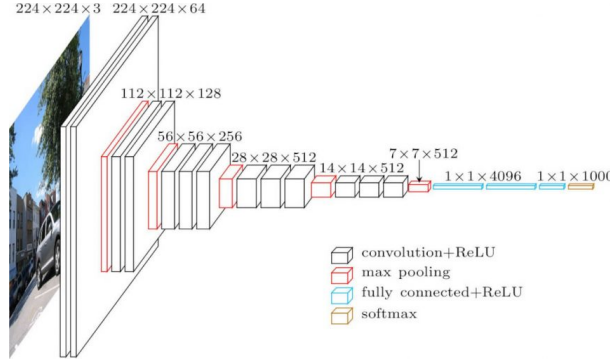 224×224×3
224×224×64
112×112×128
56×56×256
28×28×512
14×14×512
7×7×512
1×1×4096
1×1×1000
convolution+ReLU
max pooling
fully connected+ReLU
softmax